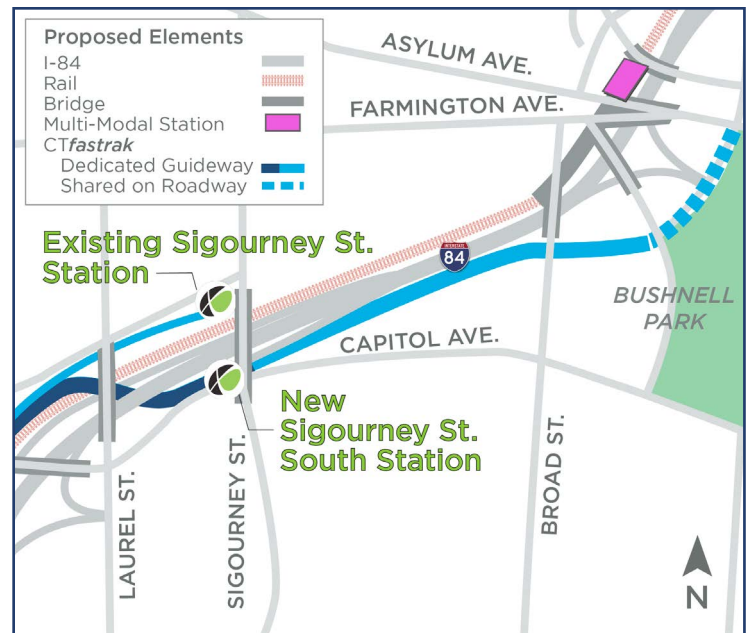 Proposed Elements
I-84
Rail
Bridge
Multi-Modal Station
CTfastrak
Dedicated Guideway
Shared on Roadway
ASYLUM AVE.
FARMINGTON AVE.
Existing Sigourney St.
Station
INTERSTATE
84
BUSHNELL
PARK
CAPITOL AVE.
New
Sigourney St.
South Station
LAUREL ST.
SIGOURNEY ST.
BROAD ST.
N